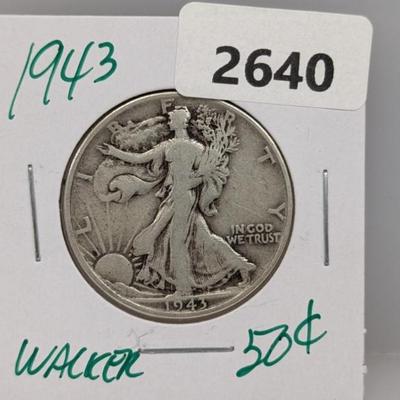 1943
2640
LIBERTY
IN GOD
WE TRUST
1943
WALKER
50¢